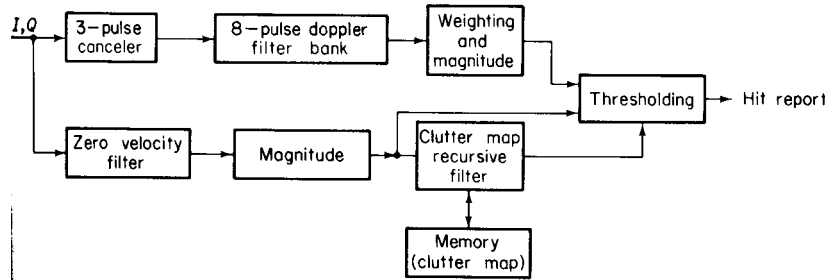 I,Q
3-pulse
canceler
8-pulse doppler
filter bank
Weighting
and
magnitude
Thresholding
Hit report
Zero velocity
filter
Magnitude
Clutter map
recursive
filter
Memory
(clutter map)